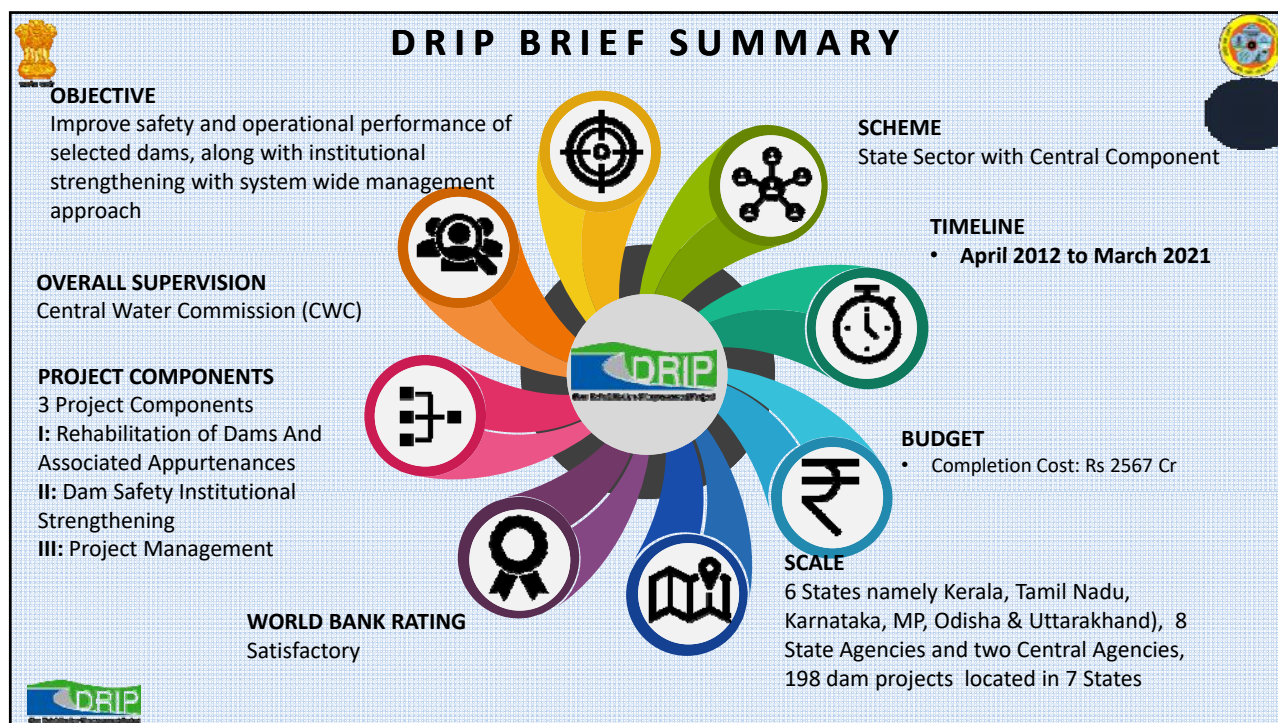 DRIP BRIEF SUMMARY
OBJECTIVE
Improve safety and operational performance of
selected dams, along with institutional
strengthening with system wide management
approach
OVERALL SUPERVISION
Central Water Commission (CWC)
PROJECT COMPONENTS
3 Project Components
I: Rehabilitation of Dams And
Associated Appurtenances
II: Dam Safety Institutional
Strengthening
III: Project Management
WORLD BANK RATING
Satisfactory
SCHEME
State Sector with Central Component
TIMELINE
• April 2012 to March 2021
BUDGET
• Completion Cost: Rs 2567 Cr
SCALE
6 States namely Kerala, Tamil Nadu,
Karnataka, MP, Odisha & Uttarakhand), 8
State Agencies and two Central Agencies,
198 dam projects located in 7 States
DRIP
₹
DRIP